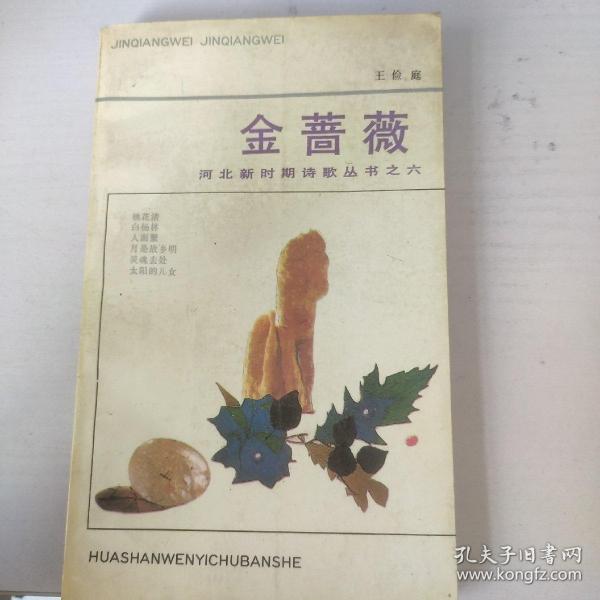 JINQIANGWEI JINQIANGWEI
王俭庭
金蔷薇
河北新时期诗歌丛书之六
桃花渚
白杨林
人面蟹
月是故乡明
灵魂去处
太阳的儿女
HUASHANWENYICHUBANSHE
孔夫子旧书网
www.kongfz.com